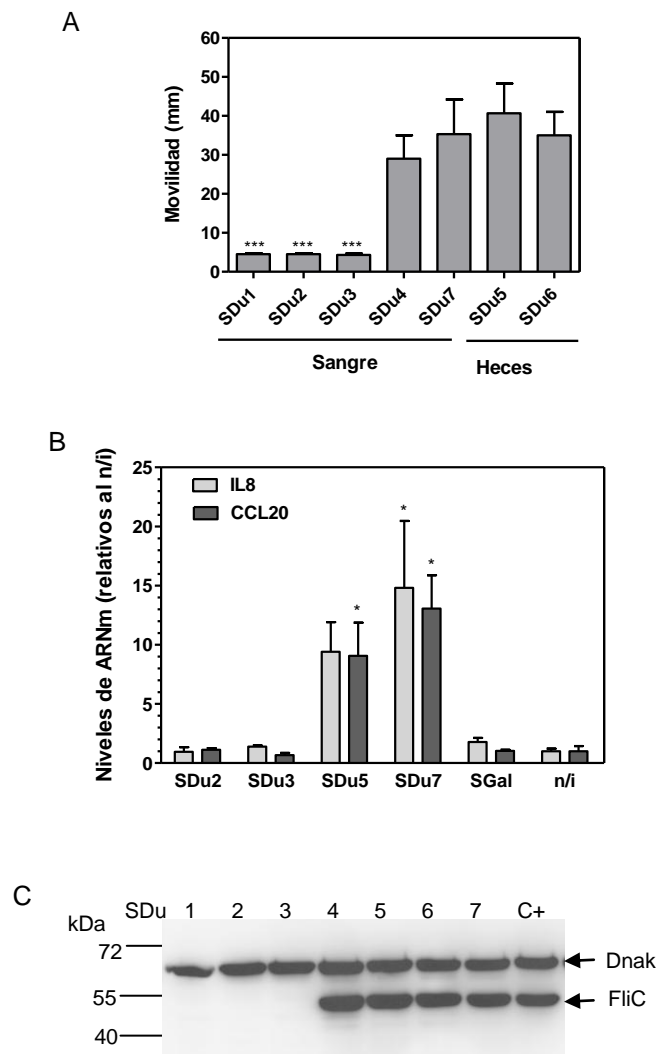 A
Movilidad (mm)
60
50
40
30
20
10
0
*** *** ***
SDu1 SDu2 SDu3 SDu4 SDu7 SDu5 SDu6
Sangre Heces
B
Niveles de ARNm (relativos al n/i)
25
20
15
10
5
0
IL8
CCL20
* * *
SDu2 SDu3 SDu5 SDu7 SGal n/i
C
SDu 1 2 3 4 5 6 7 C+
kDa
72
55
40
Dnak
FliC